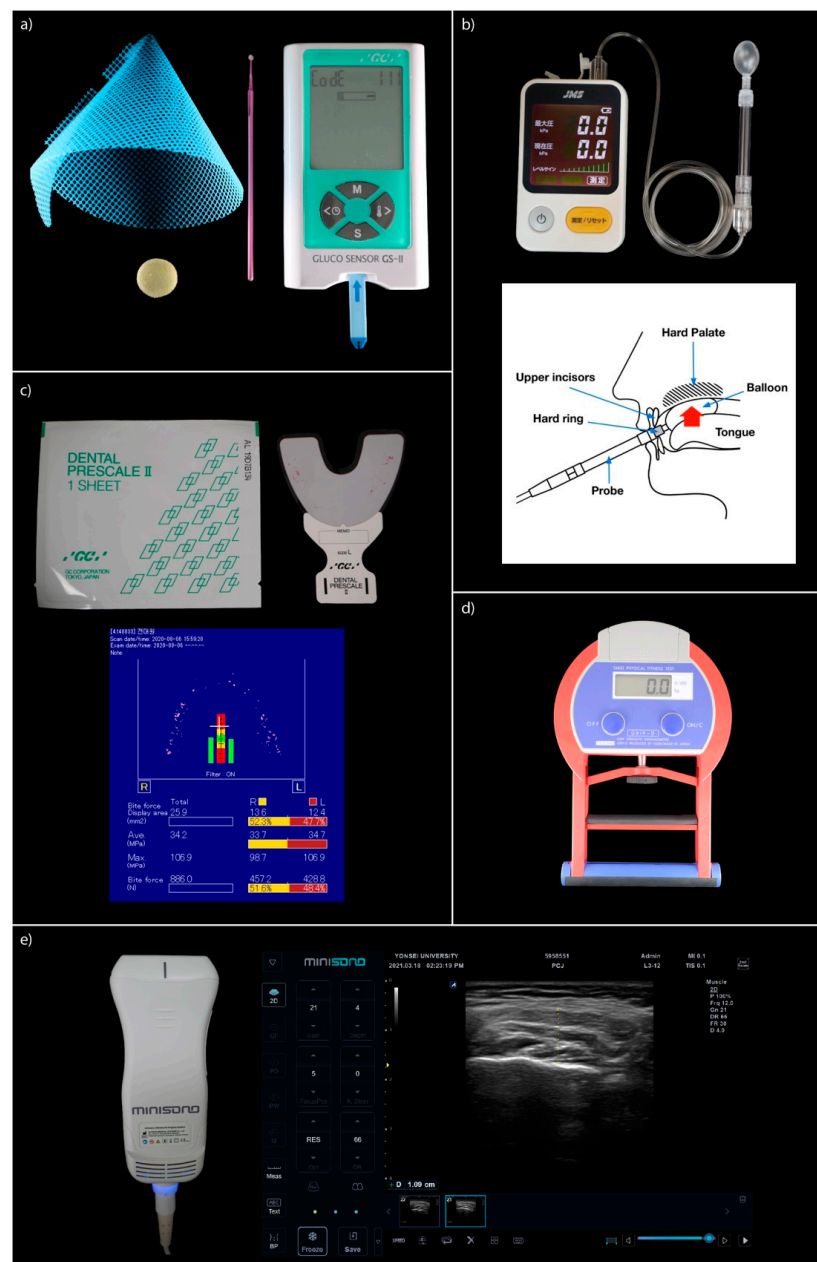 a)
GC
CodE 111
M
S
GLUCO SENSOR GS-II
b)
JMS
最大圧
kPa
0.0
現在圧
kPa
0.0
レベルサイン
測定
測定/リセット
Hard Palate
Upper incisors
Balloon
Hard ring
Tongue
Probe
c)
DENTAL
PRESCALE II
1 SHEET
GC
GC CORPORATION
TOKYO, JAPAN
MEMO
size L
GC
DENTAL
PRESCALE
II
Scan date/time: 2020-08-06 15:59:20
Note:
Filter : ON
R L
Total R L
Bite force
Display area 25.9 13.6 12.4
(mm2) 52.3% 47.7%
Ave. 34.2 33.7 34.7
(MPa)
Max. 106.9 98.7 106.9
(MPa)
Bite force 886.0 457.2 428.8
(N) 51.6% 48.4%
d)
0.0
OFF ON/C
GRIP-D
e)
minisono
minisono
YONSEI UNIVERSITY 5958551 Admin MI 0.1
2021.03.18 02:23:19 PM PCJ L3-12 TIS 0.1
2D
21 4
5 0
RES 66
Meas
Text
BP
Freeze
Save
Muscle
2D
P 100%
Frq 12.0
Gn 21
DR 66
FR 30
D 4.0
D 1.09 cm